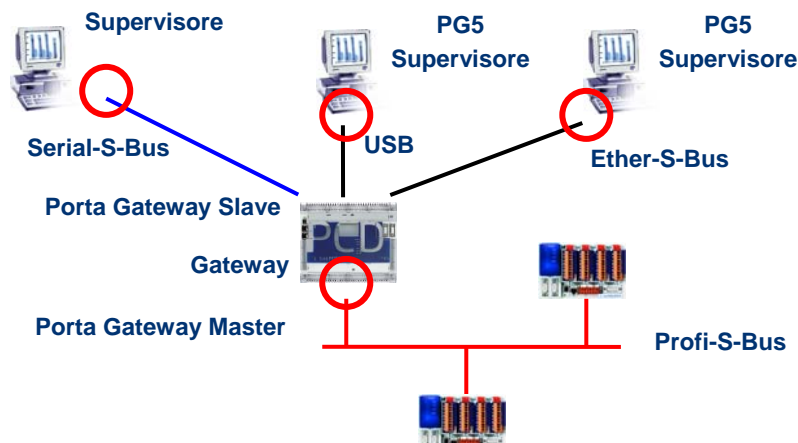 Supervisore
PG5
Supervisore
PG5
Supervisore
Serial-S-Bus
USB
Ether-S-Bus
Porta Gateway Slave
PCD
Gateway
Porta Gateway Master
Profi-S-Bus